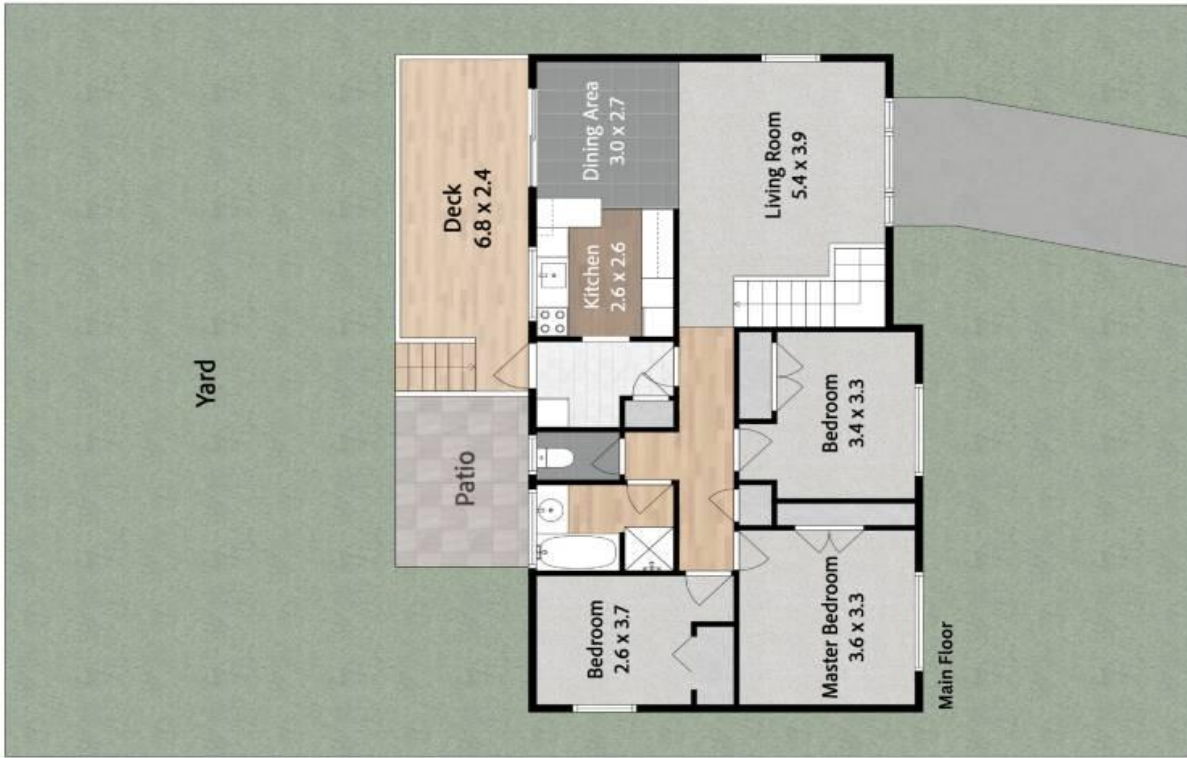 Yard
Deck
6.8 x 2.4
Patio
Dining Area
3.0 x 2.7
Kitchen
2.6 x 2.6
Living Room
5.4 x 3.9
Bedroom
2.6 x 3.7
Bedroom
3.4 x 3.3
Master Bedroom
3.6 x 3.3
Main Floor